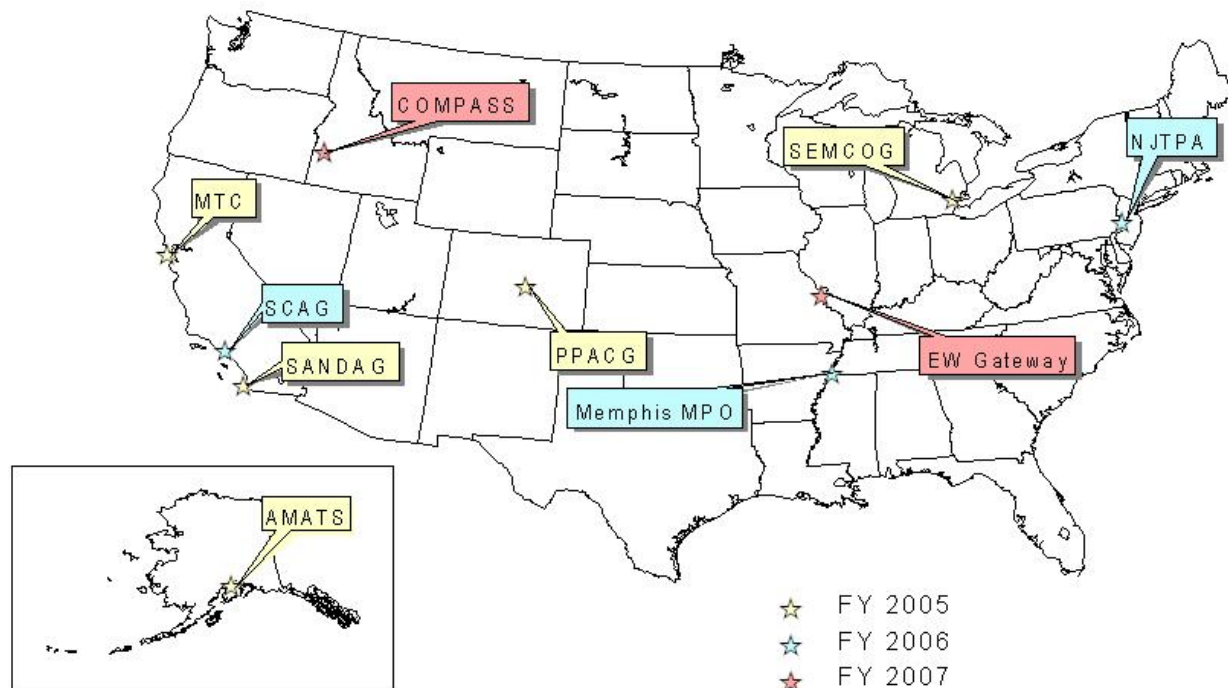 COMPASS
NJTPA
SEMCOG
MTC
SCAG
SANDAG
PPACG
EW Gateway
Memphis MPO
AMATS
FY 2005
FY 2006
FY 2007